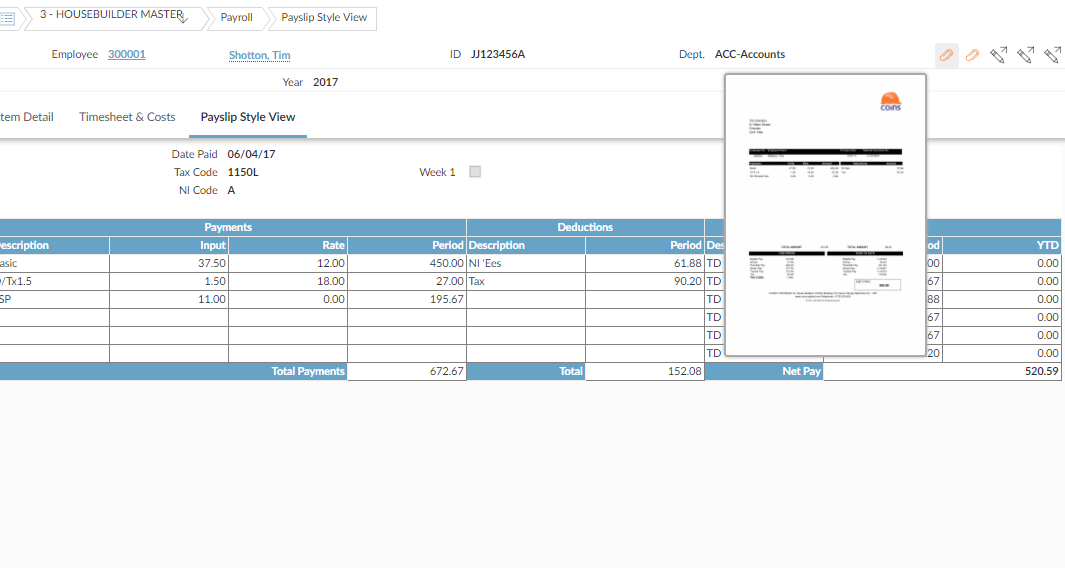 3 - HOUSEBUILDER MASTER Payroll Payslip Style View
Employee 300001 Shotton, Tim ID JJ123456A Dept. ACC-Accounts
Year 2017
tem Detail Timesheet & Costs Payslip Style View
Date Paid 06/04/17
Tax Code 1150L Week 1
NI Code A
coins
Payments Deductions
escription Input Rate Period Description Period Des od YTD
asic 37.50 12.00 450.00 NI 'Ees 61.88 TD 00 0.00
/Tx1.5 1.50 18.00 27.00 Tax 90.20 TD 67 0.00
SP 11.00 0.00 195.67 TD 88 0.00
TD 67 0.00
TD 67 0.00
TD 20 0.00
Total Payments 672.67 Total 152.08 Net Pay 520.59